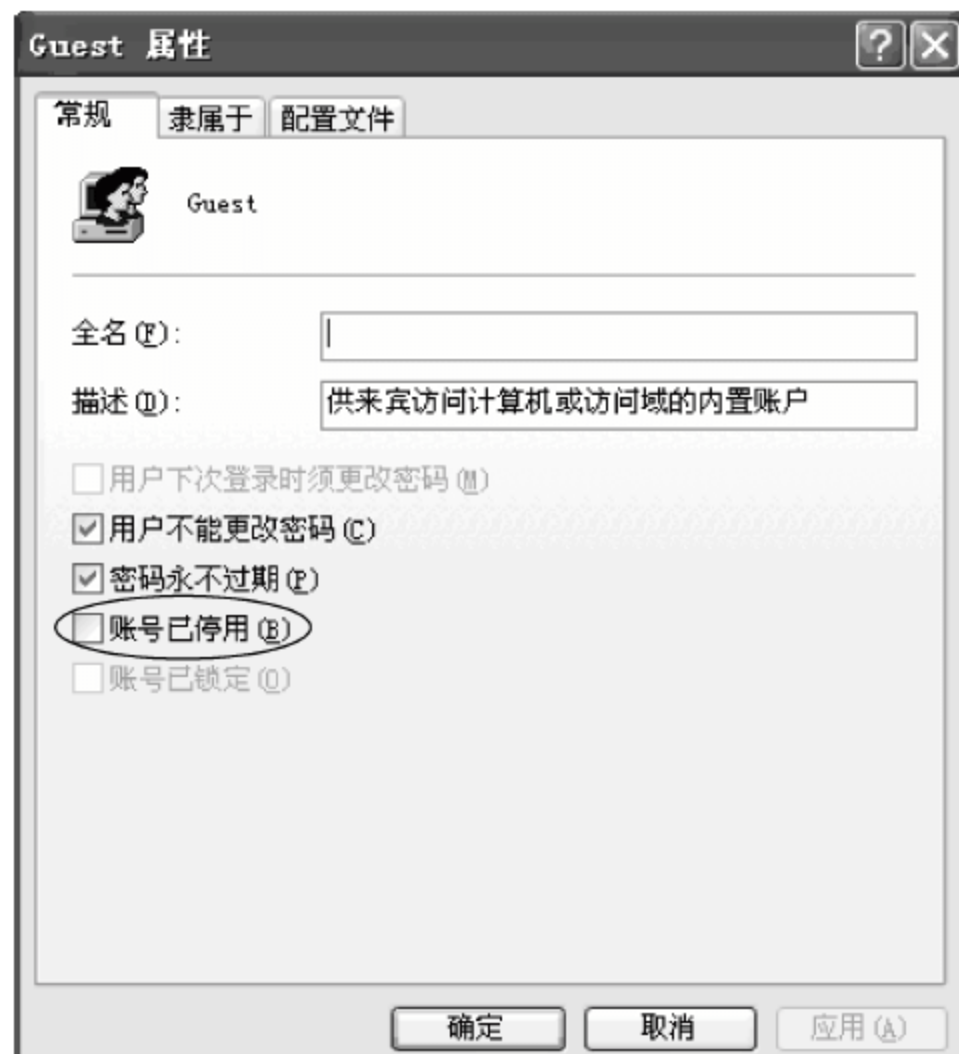 Guest 属性
常规 隶属于 配置文件
Guest
全名(F):
描述(D): 供来宾访问计算机或访问域的内置账户
用户下次登录时须更改密码(M)
用户不能更改密码(C)
密码永不过期(P)
账号已停用(B)
账号已锁定(O)
确定 取消 应用(A)